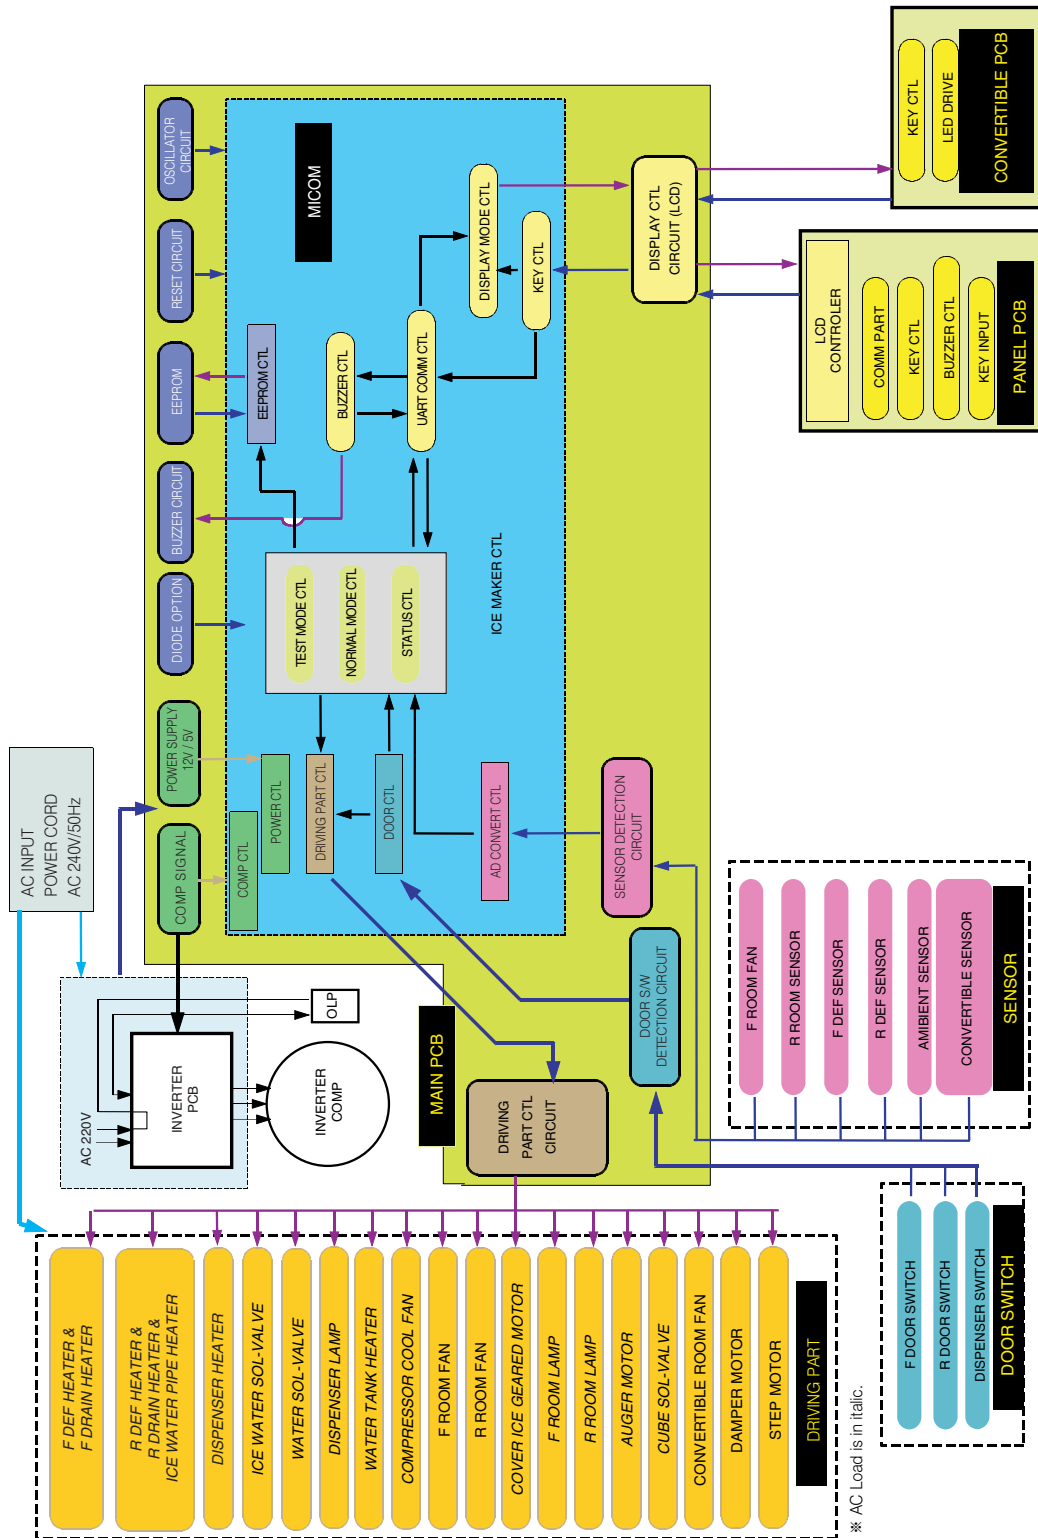 AC INPUT
POWER CORD
AC 240V/50Hz
COMP SIGNAL
POWER SUPPLY
12V / 5V
DIODE OPTION
BUZZER CIRCUIT
EEPROM
RESET CIRCUIT
OSCILLATOR
CIRCUIT
COMP CTL
POWER CTL
DRIVING PART CTL
DOOR CTL
AD CONVERT CTL
TEST MODE CTL
NORMAL MODE CTL
STATUS CTL
ICE MAKER CTL
EEPROM CTL
BUZZER CTL
UART COMM CTL
DISPLAY MODE CTL
KEY CTL
MICOM
AC 220V
INVERTER
PCB
OLP
INVERTER
COMP
MAIN PCB
DRIVING
PART CTL
CIRCUIT
DOOR S/W
DETECTION CIRCUIT
SENSOR DETECTION
CIRCUIT
DISPLAY CTL
CIRCUIT (LCD)
F DEF HEATER &
F DRAIN HEATER
R DEF HEATER &
R DRAIN HEATER &
ICE WATER PIPE HEATER
DISPENSER HEATER
ICE WATER SOL-VALVE
WATER SOL-VALVE
DISPENSER LAMP
WATER TANK HEATER
COMPRESSOR COOL FAN
F ROOM FAN
R ROOM FAN
COVER ICE GEARED MOTOR
F ROOM LAMP
R ROOM LAMP
AUGER MOTOR
CUBE SOL-VALVE
CONVERTIBLE ROOM FAN
DAMPER MOTOR
STEP MOTOR
DRIVING PART
※ AC Load is in italic.
F DOOR SWITCH
R DOOR SWITCH
DISPENSER SWITCH
DOOR SWITCH
F ROOM FAN
R ROOM SENSOR
F DEF SENSOR
R DEF SENSOR
AMBIENT SENSOR
CONVERTIBLE SENSOR
SENSOR
LCD
CONTROLER
COMM PART
KEY CTL
BUZZER CTL
KEY INPUT
PANEL PCB
KEY CTL
LED DRIVE
CONVERTIBLE PCB